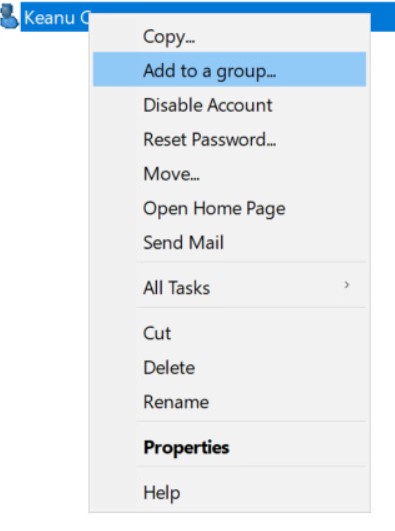 Keanu
Copy...
Add to a group...
Disable Account
Reset Password...
Move...
Open Home Page
Send Mail
All Tasks
Cut
Delete
Rename
Properties
Help